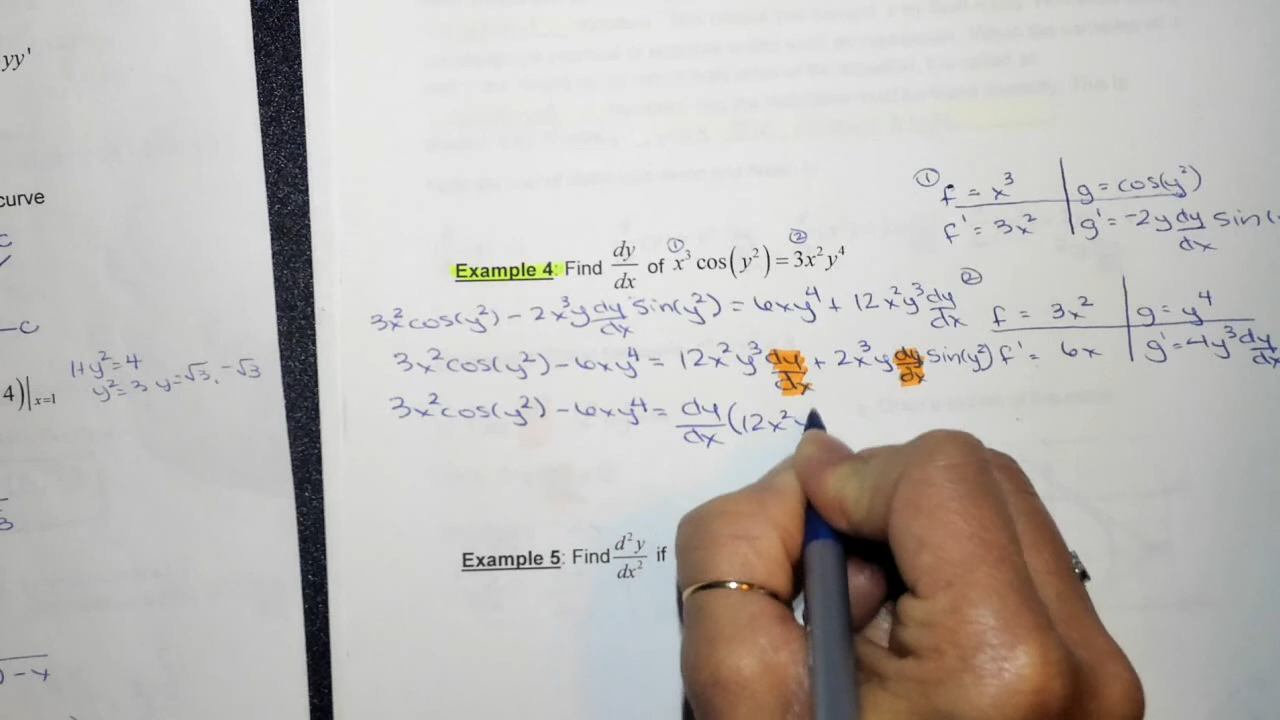 yy'
curve
C
–C
1+y²=4
y²=3 y=√3, -√3
4)|ₓ₌₁
3
) – x
① f = x³ | g = cos(y²)
f' = 3x² | g' = -2y dy/dx sin(
Example 4: Find dy/dx of ① x³ cos(y²) = ② 3x²y⁴
3x²cos(y²) – 2x³y dy/dx sin(y²) = 6xy⁴ + 12x²y³ dy/dx
② f = 3x² | g = y⁴
f' = 6x | g' = 4y³ dy/dx
3x²cos(y²) – 6xy⁴ = 12x²y³ dy/dx + 2x³y dy/dx sin(y²)
3x²cos(y²) – 6xy⁴ = dy/dx (12x²y
Example 5: Find d²y/dx² if